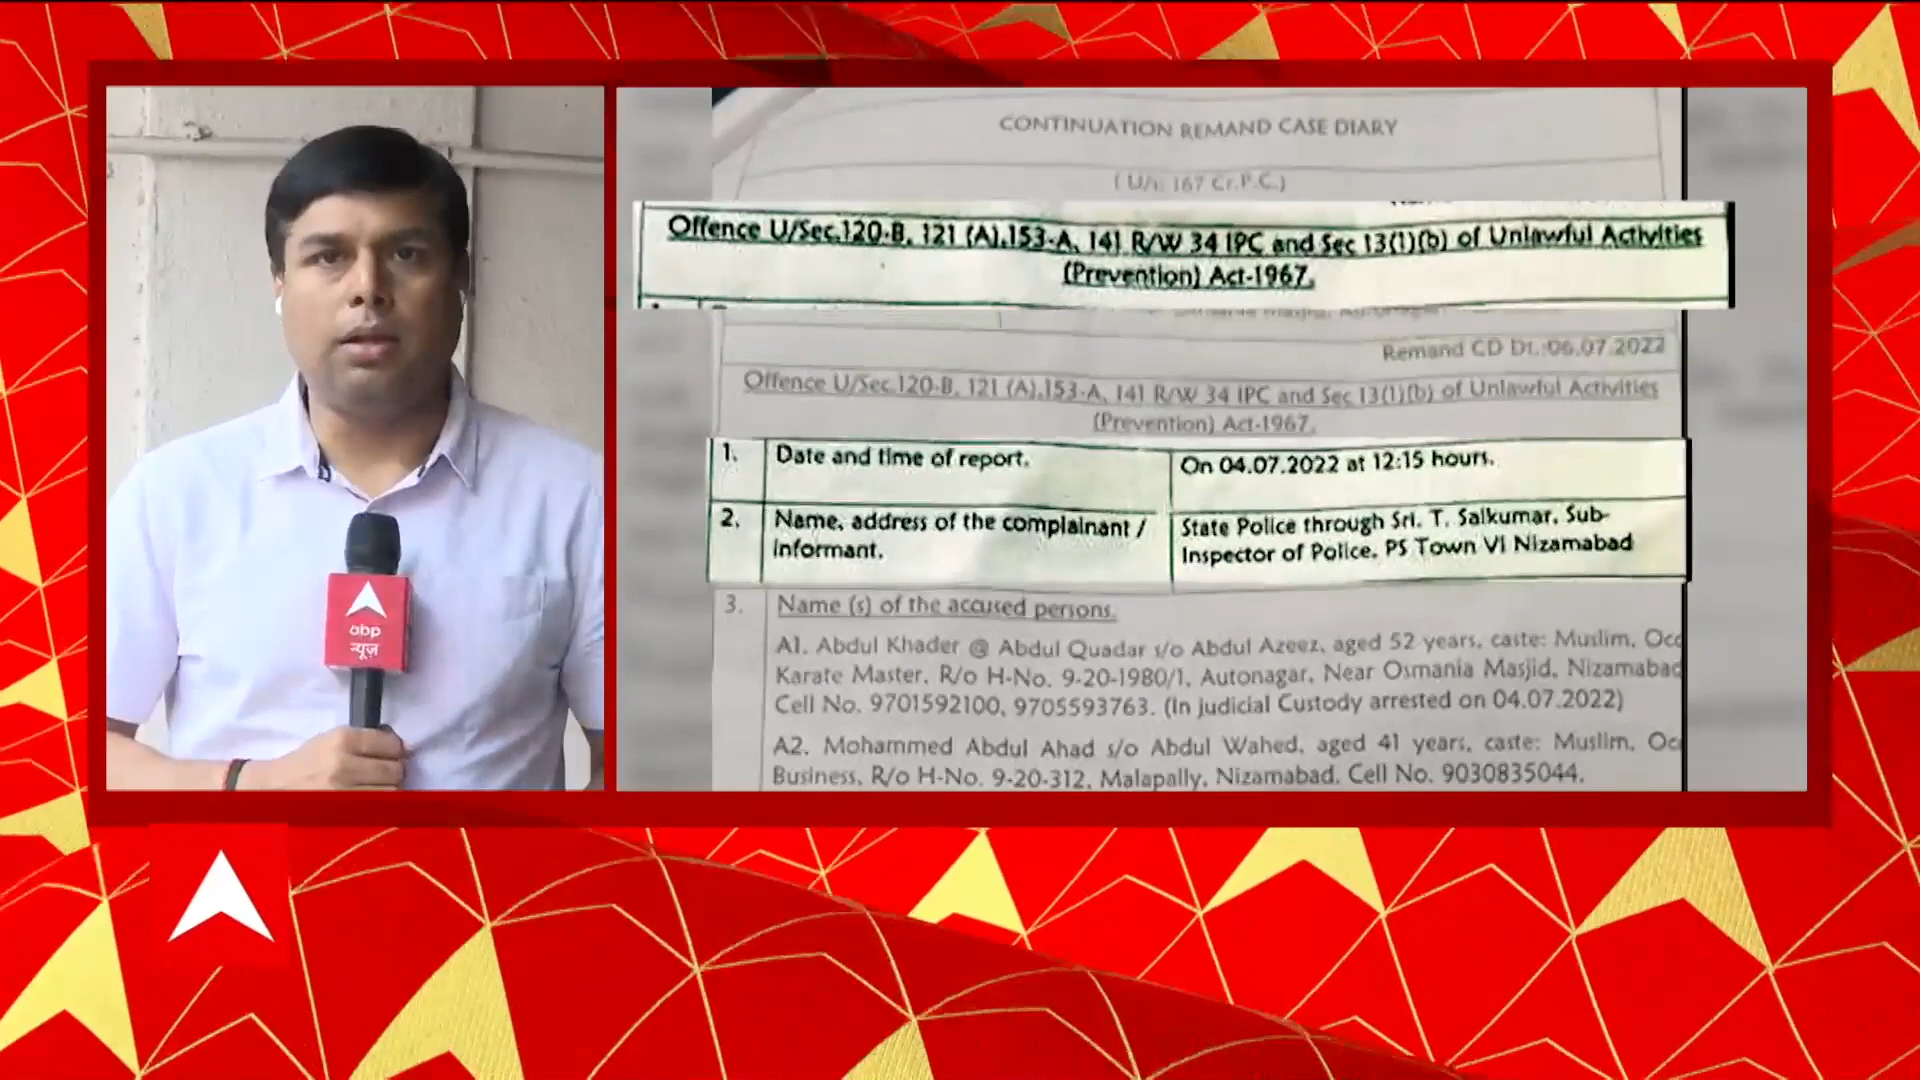 abp
न्यूज़
CONTINUATION REMAND CASE DIARY
(U/s. 167 Cr.P.C.)
Offence U/Sec.120-B, 121 (A),153-A, 141 R/W 34 IPC and Sec 13(1)(b) of Unlawful Activities
(Prevention) Act-1967.
Remand CD Dt.:06.07.2022
Offence U/Sec.120-B, 121 (A),153-A, 141 R/W 34 IPC and Sec 13(1)(b) of Unlawful Activities
(Prevention) Act-1967.
1. Date and time of report. On 04.07.2022 at 12:15 hours.
2. Name, address of the complainant / informant. State Police through Sri. T. Saikumar, Sub-
Inspector of Police, PS Town VI Nizamabad
3. Name (s) of the accused persons.
A1. Abdul Khader @ Abdul Quadar s/o Abdul Azeez, aged 52 years, caste: Muslim, Occ
Karate Master, R/o H-No. 9-20-1980/1, Autonagar, Near Osmania Masjid, Nizamabad
Cell No. 9701592100, 9705593763. (In judicial Custody arrested on 04.07.2022)
A2. Mohammed Abdul Ahad s/o Abdul Wahed, aged 41 years, caste: Muslim, Occ
Business, R/o H-No. 9-20-312, Malapally, Nizamabad. Cell No. 9030835044.